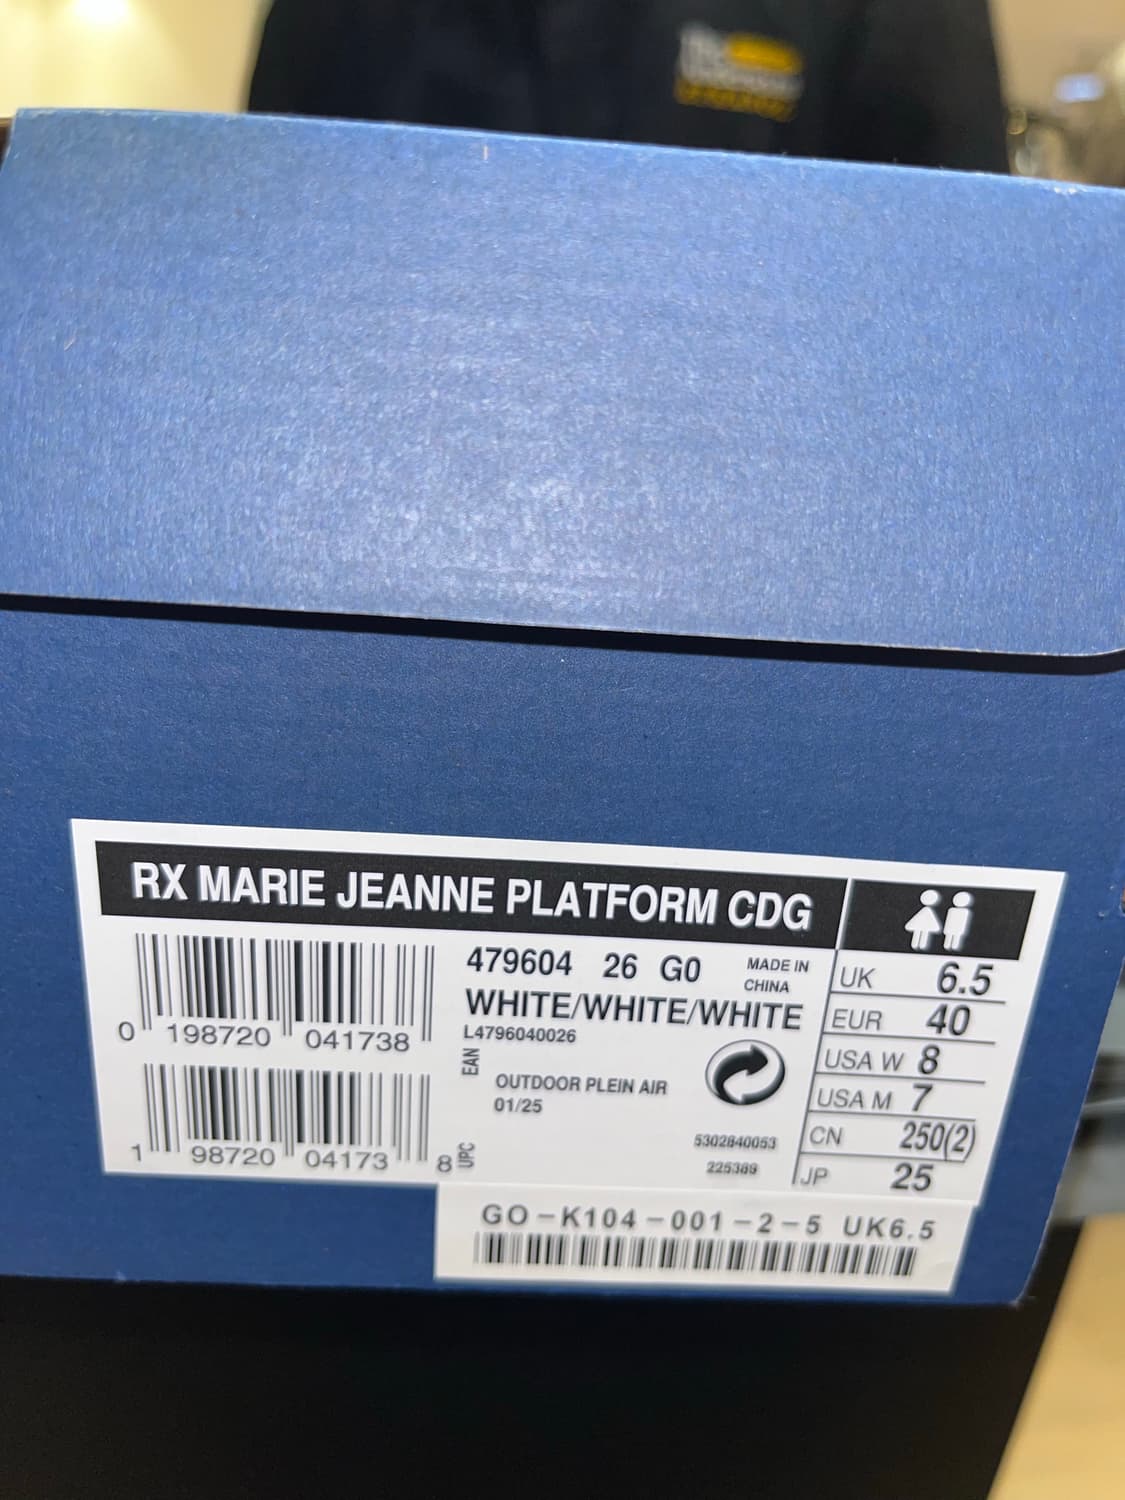 RX MARIE JEANNE PLATFORM CDG
479604 26 G0
MADE IN
CHINA
WHITE/WHITE/WHITE
L4796040026
0 198720 041738
EAN
OUTDOOR PLEIN AIR
01/25
1 98720 04173 8
UPC
5302840053
225389
UK 6.5
EUR 40
USA W 8
USA M 7
CN 250(2)
JP 25
GO-K104-001-2-5 UK6.5